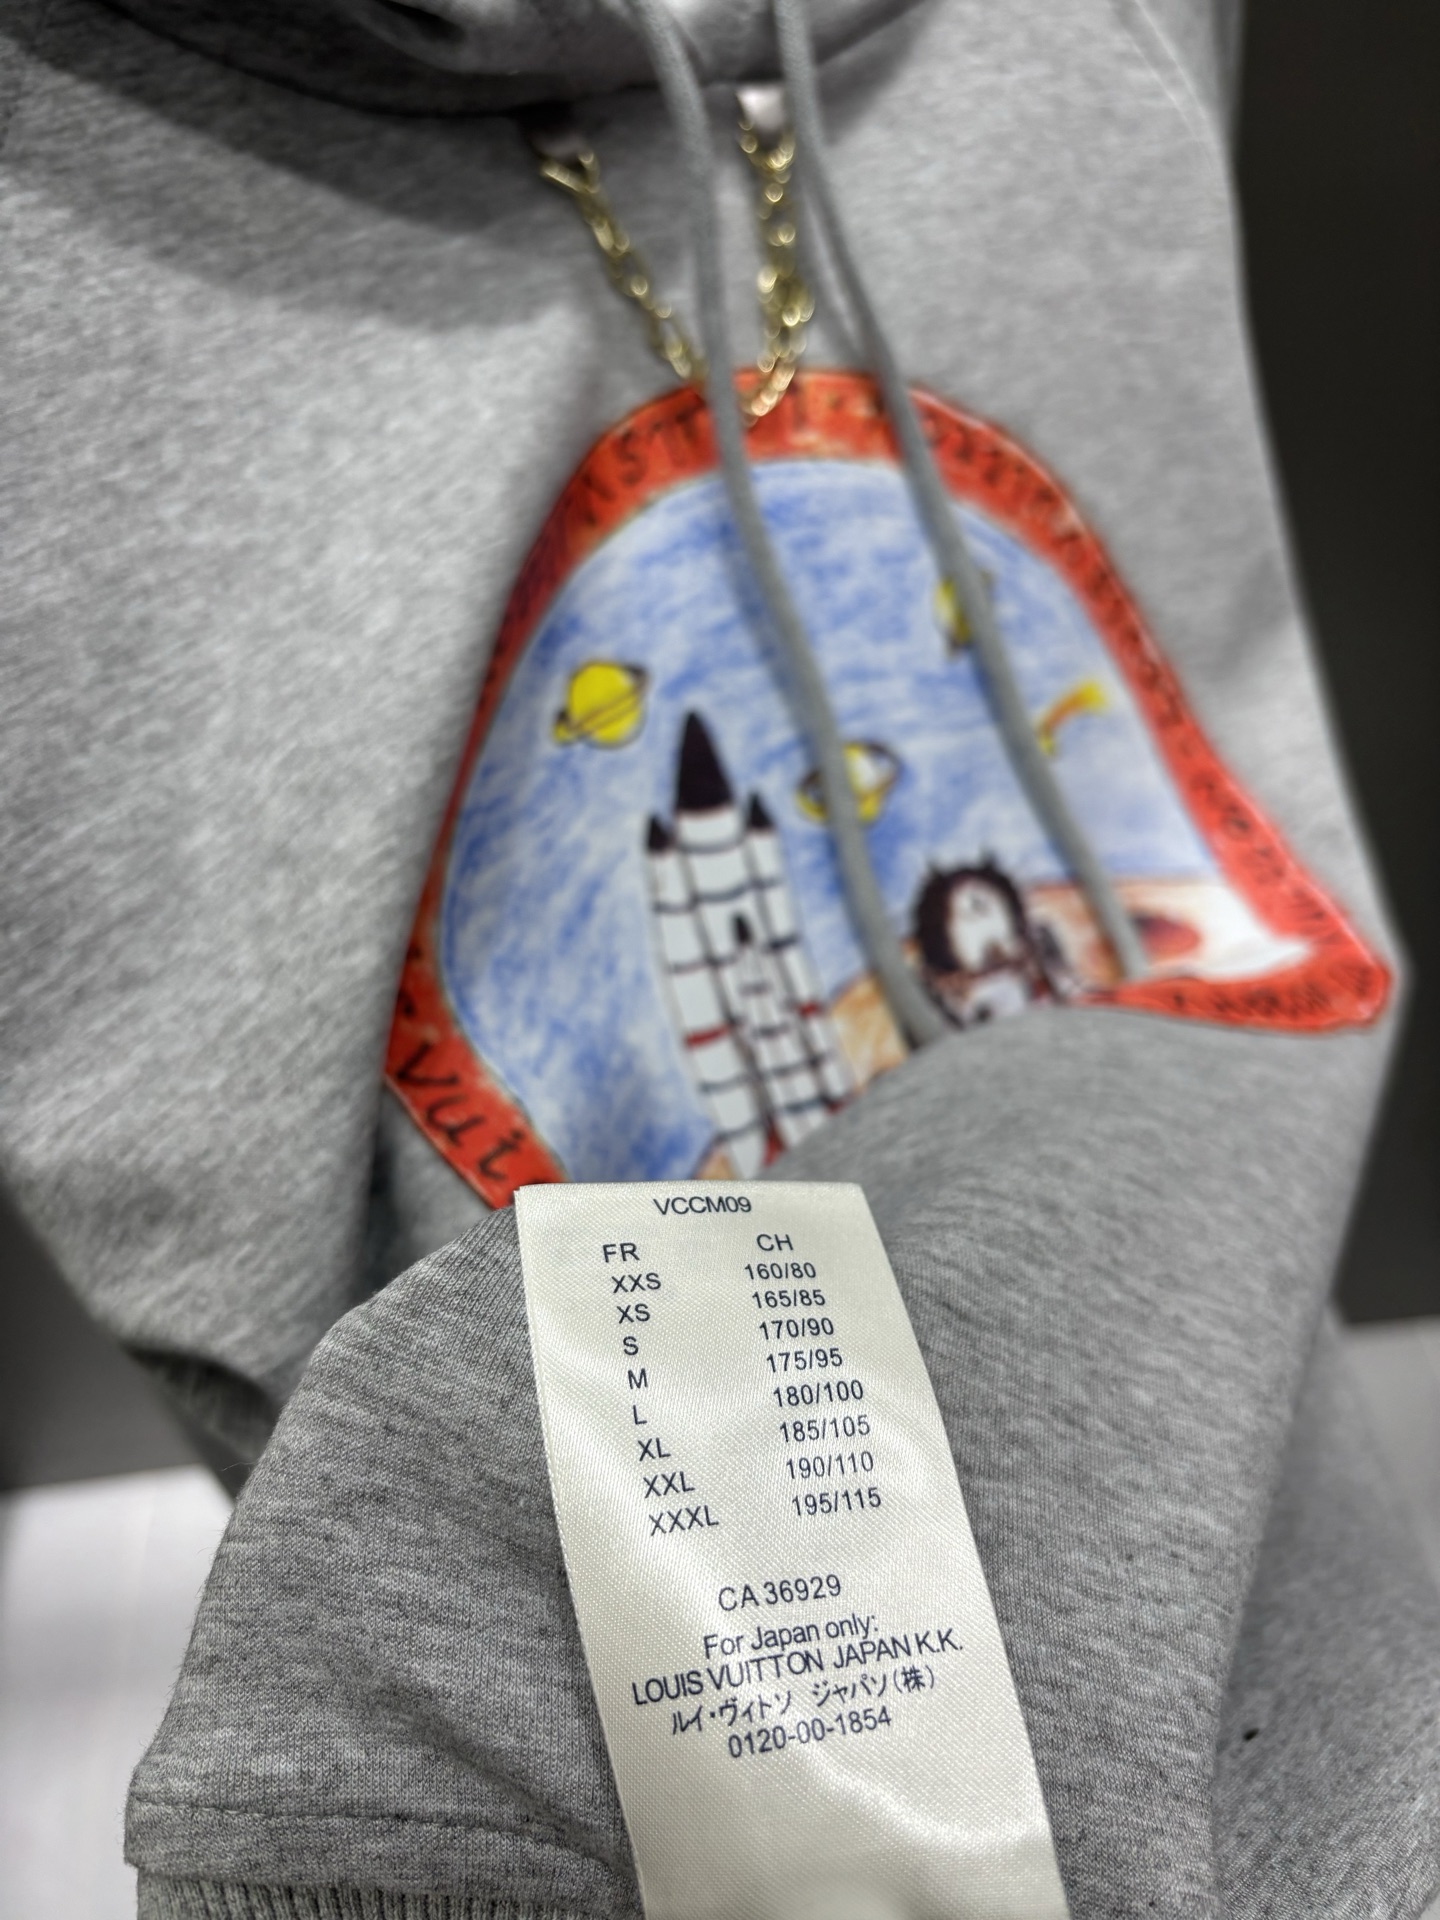 Vui
VCCM09
FR CH
XXS 160/80
XS 165/85
S 170/90
M 175/95
L 180/100
XL 185/105
XXL 190/110
XXXL 195/115
CA 36929
For Japan only:
LOUIS VUITTON JAPAN K.K.
ルイ・ヴィトン ジャパン(株)
0120-00-1854